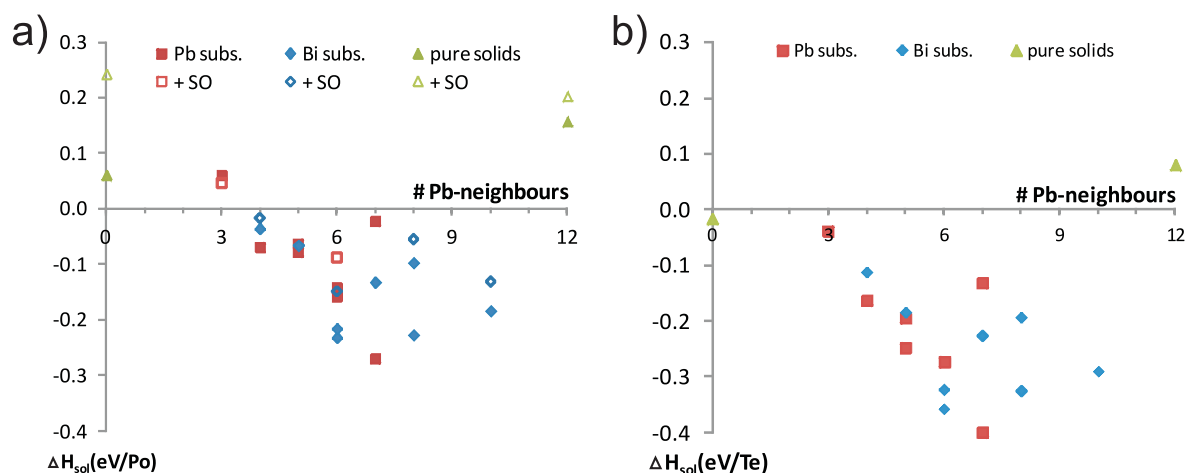 a)
0.3
0.2
0.1
0.0
-0.1
-0.2
-0.3
-0.4
Pb subs. Bi subs. pure solids
+ SO + SO + SO
# Pb-neighbours
0 3 6 9 12
ΔHsol(eV/Po)
b)
0.3
0.2
0.1
0.0
-0.1
-0.2
-0.3
-0.4
Pb subs. Bi subs. pure solids
# Pb-neighbours
0 3 6 9 12
ΔHsol(eV/Te)